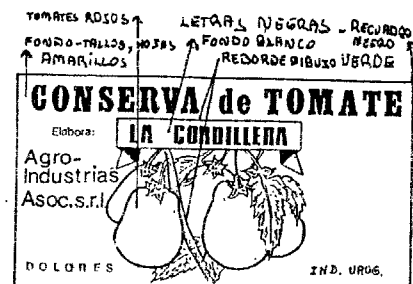 TOMATES ROJOS
LETRAS NEGRAS - RECUADRO NEGRO
FONDO-TALLOS, HOJAS AMARILLOS
FONDO BLANCO
REBORDE DIBUJO VERDE
CONSERVA de TOMATE
Elabora:
LA CORDILLERA
Agro-
Industrias
Asoc.s.r.l.
DOLORES
IND. URUG.